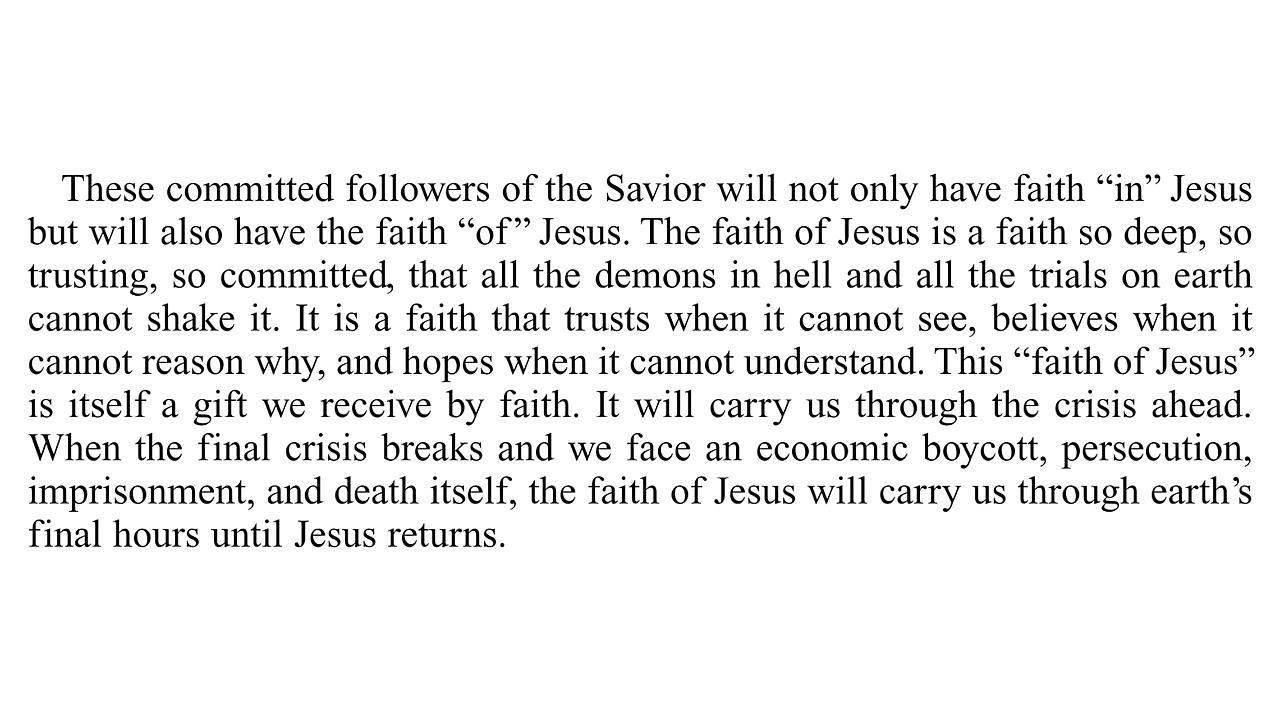 These committed followers of the Savior will not only have faith “in” Jesus
but will also have the faith “of” Jesus. The faith of Jesus is a faith so deep, so
trusting, so committed, that all the demons in hell and all the trials on earth
cannot shake it. It is a faith that trusts when it cannot see, believes when it
cannot reason why, and hopes when it cannot understand. This “faith of Jesus”
is itself a gift we receive by faith. It will carry us through the crisis ahead.
When the final crisis breaks and we face an economic boycott, persecution,
imprisonment, and death itself, the faith of Jesus will carry us through earth’s
final hours until Jesus returns.